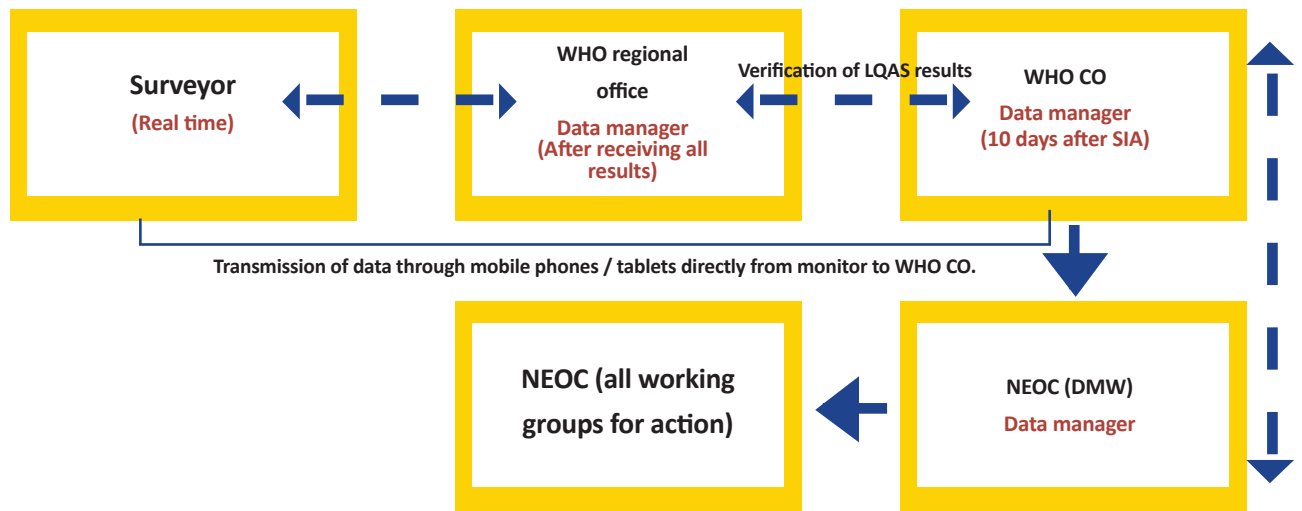 Surveyor
(Real time)
WHO regional
office
Data manager
(After receiving all
results)
Verification of LQAS results
WHO CO
Data manager
(10 days after SIA)
Transmission of data through mobile phones / tablets directly from monitor to WHO CO.
NEOC (all working
groups for action)
NEOC (DMW)
Data manager